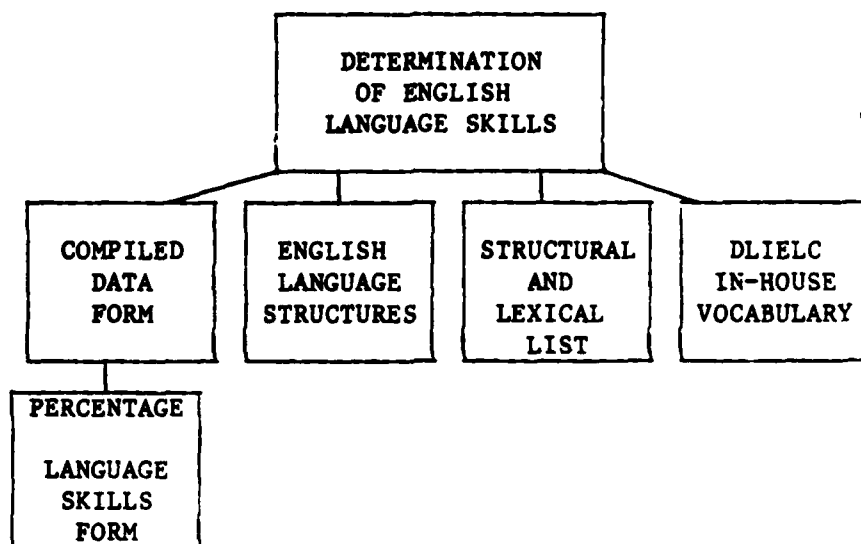 DETERMINATION
OF ENGLISH
LANGUAGE SKILLS
COMPILED
DATA
FORM
ENGLISH
LANGUAGE
STRUCTURES
STRUCTURAL
AND
LEXICAL
LIST
DLIELC
IN-HOUSE
VOCABULARY
PERCENTAGE
LANGUAGE
SKILLS
FORM